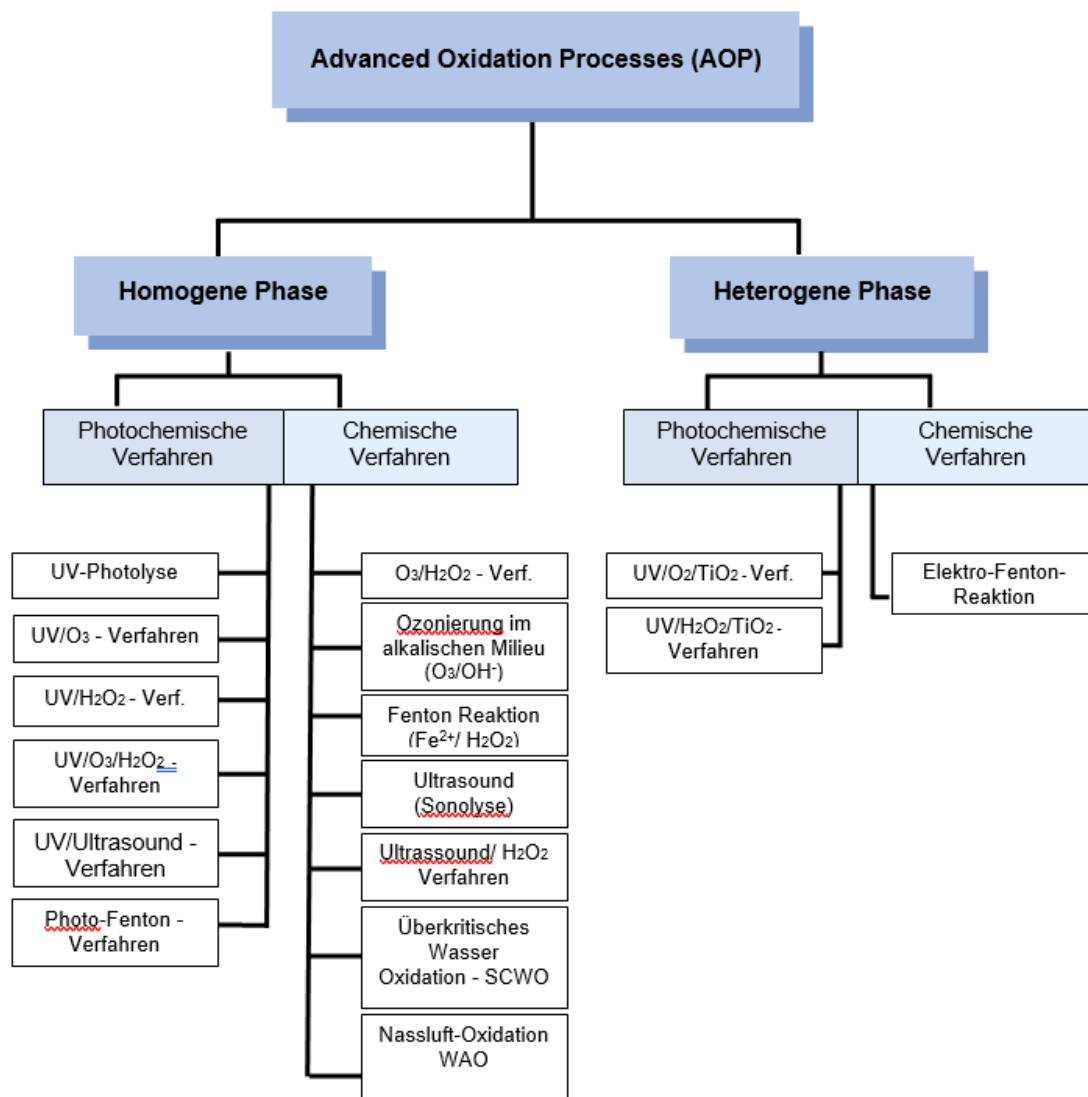 Advanced Oxidation Processes (AOP)
Homogene Phase
Heterogene Phase
Photochemische
Verfahren
Chemische
Verfahren
Photochemische
Verfahren
Chemische
Verfahren
UV-Photolyse
UV/O₃ - Verfahren
UV/H₂O₂ - Verf.
UV/O₃/H₂O₂ -
Verfahren
UV/Ultrasound -
Verfahren
Photo-Fenton -
Verfahren
O₃/H₂O₂ - Verf.
Ozonierung im
alkalischen Milieu
(O₃/OH⁻)
Fenton Reaktion
(Fe²⁺/ H₂O₂)
Ultrasound
(Sonolyse)
Ultrassound/ H₂O₂
Verfahren
Überkritisches
Wasser
Oxidation - SCWO
Nassluft-Oxidation
WAO
UV/O₂/TiO₂ - Verf.
UV/H₂O₂/TiO₂ -
Verfahren
Elektro-Fenton-
Reaktion